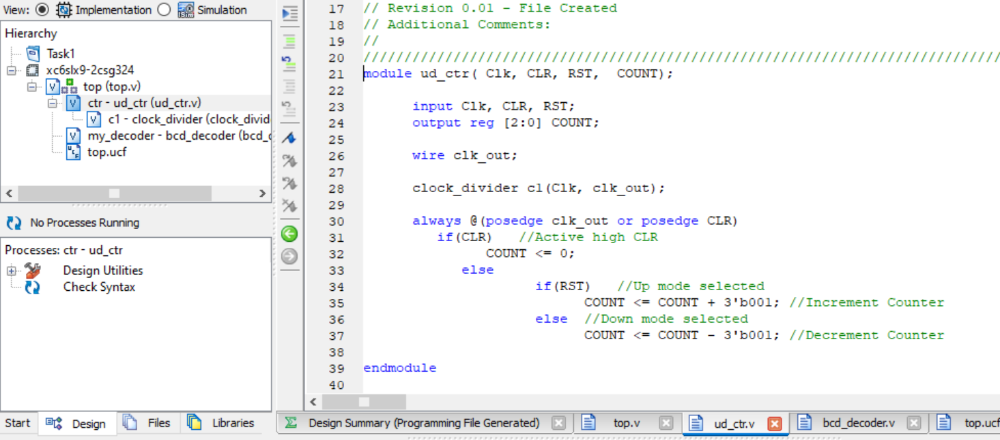 View: Implementation Simulation
Hierarchy
Task1
xc6slx9-2csg324
top (top.v)
ctr - ud_ctr (ud_ctr.v)
c1 - clock_divider (clock_divid
my_decoder - bcd_decoder (bcd_c
top.ucf
No Processes Running
Processes: ctr - ud_ctr
Design Utilities
Check Syntax
Start Design Files Libraries
17 // Revision 0.01 - File Created
18 // Additional Comments:
19 //
20 //////////////////////////////////////////////////////////////////////////////
21 module ud_ctr( Clk, CLR, RST,  COUNT);
22
23 input Clk, CLR, RST;
24 output reg [2:0] COUNT;
25
26 wire clk_out;
27
28 clock_divider c1(Clk, clk_out);
29
30 always @(posedge clk_out or posedge CLR)
31 if(CLR)   //Active high CLR
32 COUNT <= 0;
33 else
34 if(RST)   //Up mode selected
35 COUNT <= COUNT + 3'b001; //Increment Counter
36 else  //Down mode selected
37 COUNT <= COUNT - 3'b001; //Decrement Counter
38
39 endmodule
40
Design Summary (Programming File Generated) top.v ud_ctr.v bcd_decoder.v top.ucf